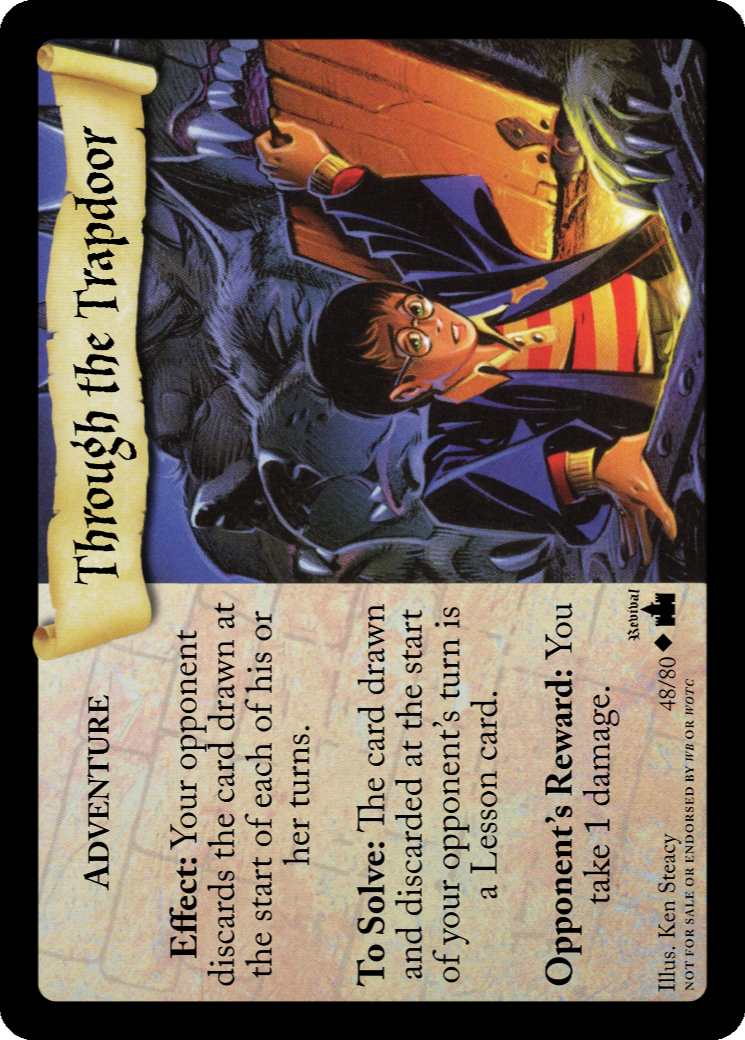 Through the Trapdoor
ADVENTURE
Effect: Your opponent
discards the card drawn at
the start of each of his or
her turns.
To Solve: The card drawn
and discarded at the start
of your opponent's turn is
a Lesson card.
Opponent's Reward: You
take 1 damage.
Revival
Illus. Ken Steacy 48/80
NOT FOR SALE OR ENDORSED BY WB OR WOTC